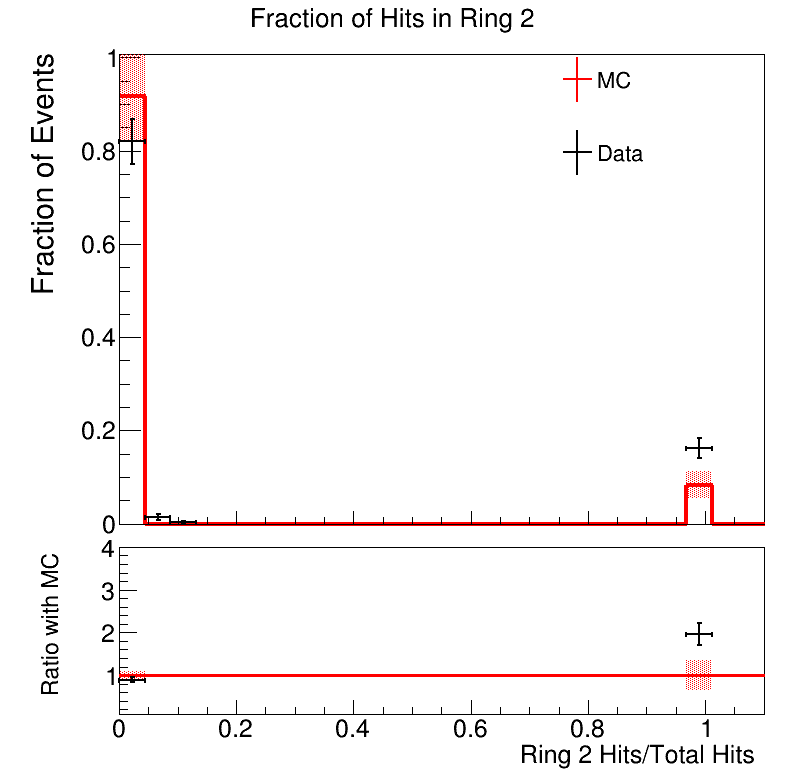 Fraction of Hits in Ring 2
Fraction of Events
1
0.8
0.6
0.4
0.2
0
MC
Data
Ratio with MC
4
3
2
1
0 0.2 0.4 0.6 0.8 1
Ring 2 Hits/Total Hits